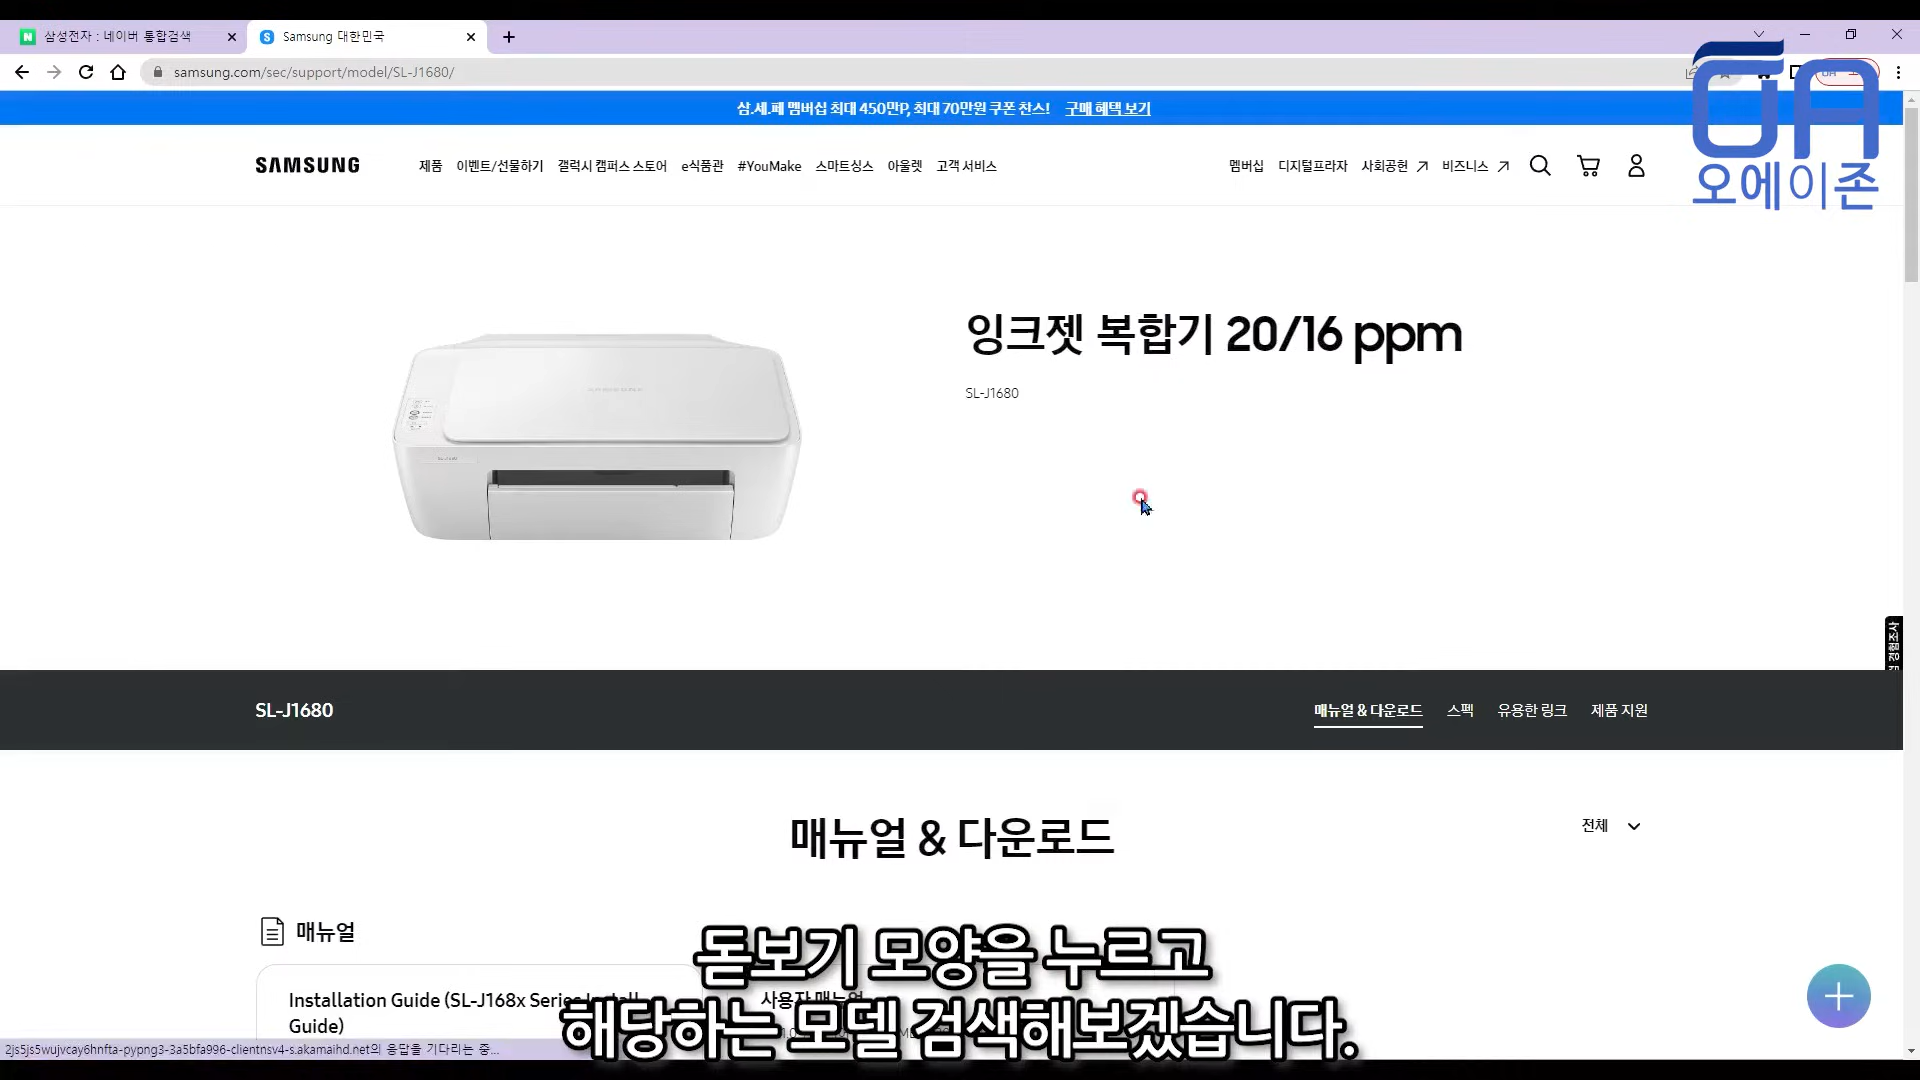 삼성전자 : 네이버 통합검색
Samsung 대한민국
samsung.com/sec/support/model/SL-J1680/
삼.세.페 멤버십 최대 450만P, 최대 70만원 쿠폰 찬스! 구매 혜택 보기
SAMSUNG 제품 이벤트/선물하기 갤럭시 캠퍼스 스토어 e식품관 #YouMake 스마트싱스 아울렛 고객 서비스 멤버십 디지털프라자 사회공헌 비즈니스
OA
오에이존
잉크젯 복합기 20/16 ppm
SL-J1680
SAMSUNG
경험조사
SL-J1680 매뉴얼 & 다운로드 스펙 유용한 링크 제품 지원
매뉴얼 & 다운로드
전체
매뉴얼
Installation Guide (SL-J168x Series Install
Guide)
사용자 매뉴얼
돋보기 모양을 누르고
해당하는 모델 검색해보겠습니다.
2js5js5wujvcay6hnfta-pypng3-3a5bfa996-clientnsv4-s.akamaihd.net의 응답을 기다리는 중...